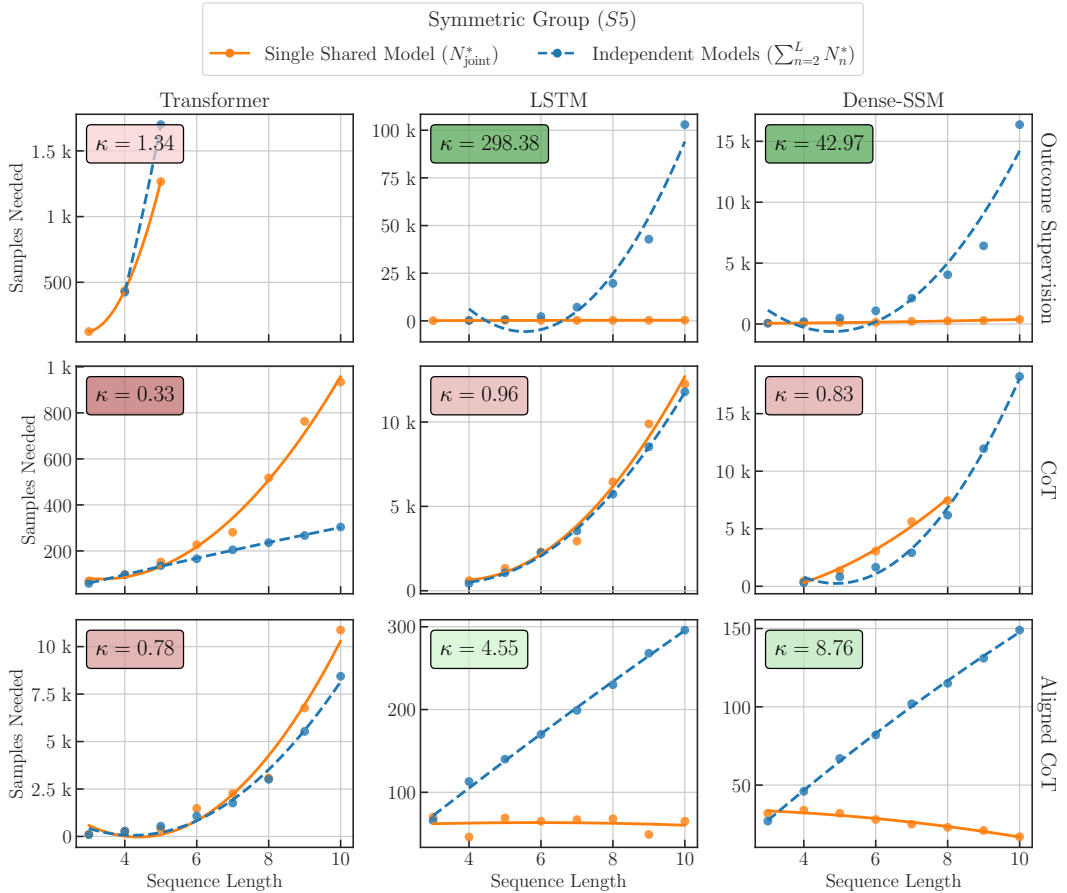 Symmetric Group (S5)
Single Shared Model (N*joint) Independent Models (∑ᴸₙ₌₂ N*ₙ)
Transformer LSTM Dense-SSM
κ = 1.34
1.5 k
1 k
500
Samples Needed
κ = 298.38
100 k
75 k
50 k
25 k
0
κ = 42.97
15 k
10 k
5 k
0
Outcome Supervision
κ = 0.33
1 k
800
600
400
200
Samples Needed
κ = 0.96
10 k
5 k
0
κ = 0.83
15 k
10 k
5 k
0
CoT
κ = 0.78
10 k
7.5 k
5 k
2.5 k
0
Samples Needed
κ = 4.55
300
200
100
κ = 8.76
150
100
50
Aligned CoT
4 6 8 10 4 6 8 10 4 6 8 10
Sequence Length Sequence Length Sequence Length